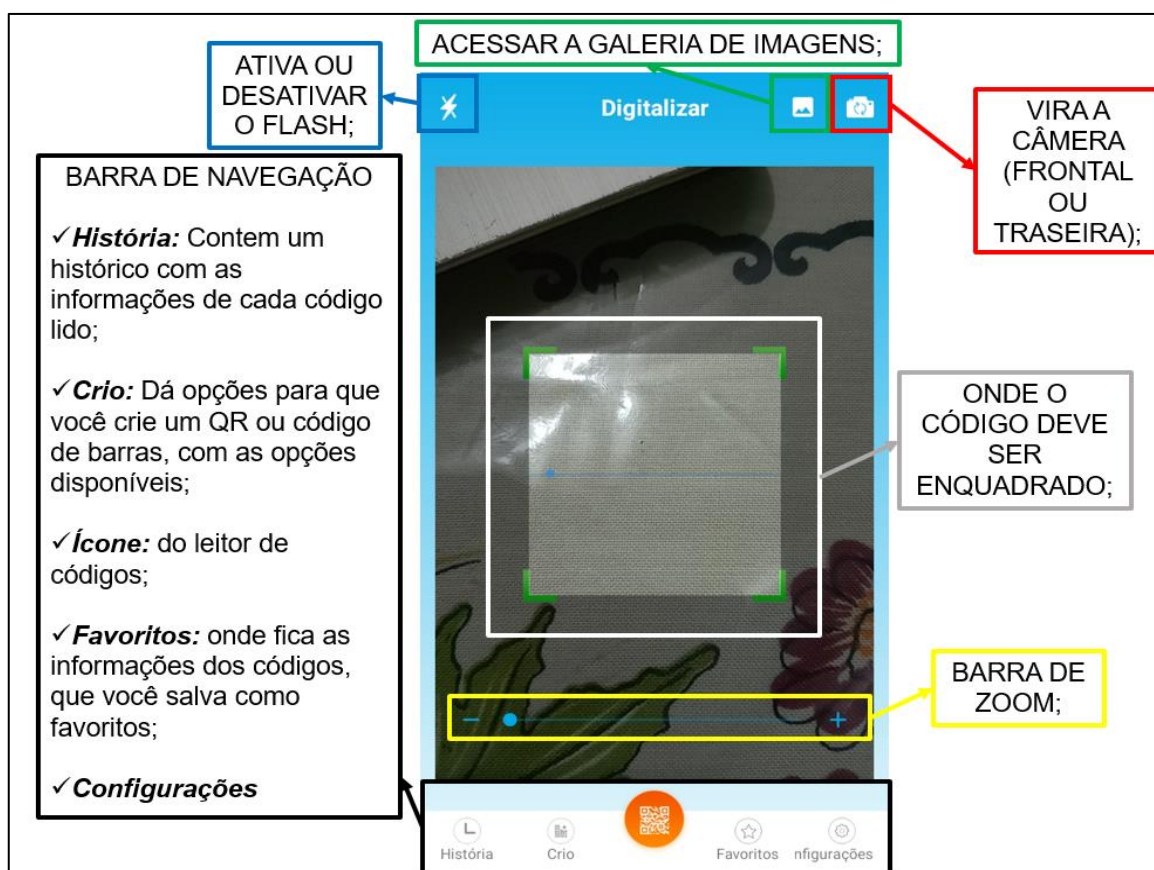 ACESSAR A GALERIA DE IMAGENS;
ATIVA OU
DESATIVAR
O FLASH;
Digitalizar
VIRA A
CÂMERA
(FRONTAL
OU
TRASEIRA);
BARRA DE NAVEGAÇÃO
✓História: Contem um
histórico com as
informações de cada código
lido;
✓Crio: Dá opções para que
você crie um QR ou código
de barras, com as opções
disponíveis;
✓Ícone: do leitor de
códigos;
✓Favoritos: onde fica as
informações dos códigos,
que você salva como
favoritos;
✓Configurações
ONDE O
CÓDIGO DEVE
SER
ENQUADRADO;
BARRA DE
ZOOM;
História
Crio
Favoritos
nfigurações